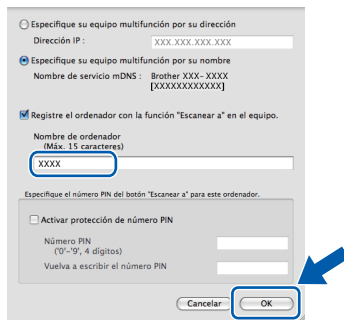 Especifique su equipo multifunción por su dirección
Dirección IP : XXX.XXX.XXX.XXX
Especifique su equipo multifunción por su nombre
Nombre de servicio mDNS : Brother XXX- XXXX
[XXXXXXXXXXXX]
Registre el ordenador con la función "Escanear a" en el equipo.
Nombre de ordenador
(Máx. 15 caracteres)
XXXX
Especifique el número PIN del botón "Escanear a" para este ordenador.
Activar protección de número PIN
Número PIN
('0'-'9', 4 dígitos)
Vuelva a escribir el número PIN
Cancelar OK